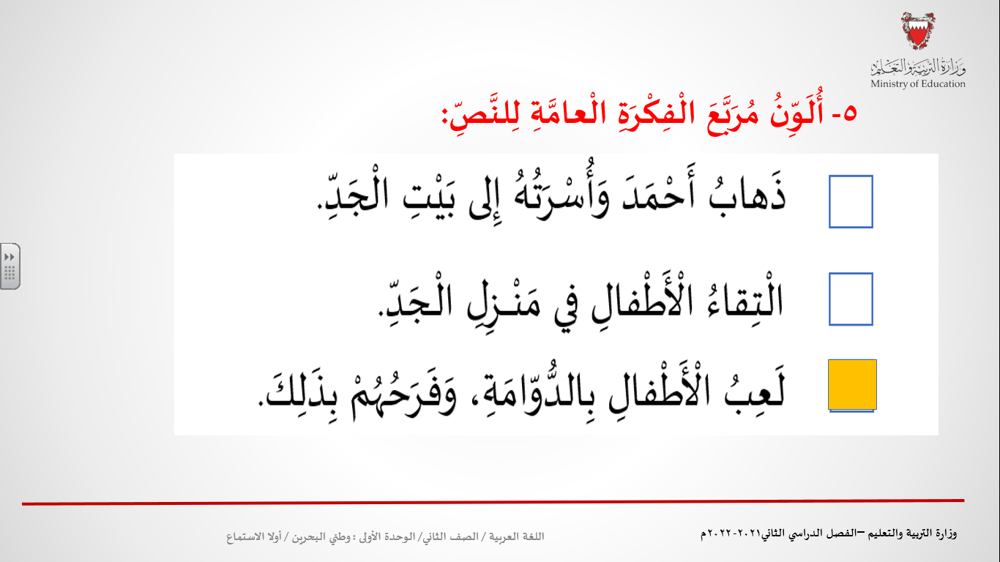 وزارة التربية والتعليم
Ministry of Education
٥- أُلَوِّنُ مُرَبَّعَ الْفِكْرَةِ الْعامَّةِ لِلنَّصِّ:
ذَهابُ أَحْمَدَ وَأُسْرَتُهُ إِلى بَيْتِ الْجَدِّ.
الْتِقاءُ الْأَطْفالِ في مَنْـزِلِ الْجَدِّ.
لَعِبُ الْأَطْفالِ بِالدُّوّامَةِ، وَفَرَحُهُمْ بِذَلِكَ.
وزارة التربية والتعليم –الفصل الدراسي الثاني٢٠٢١-٢٠٢٢م
اللغة العربية / الصف الثاني/ الوحدة الأولى : وطني البحرين / أولا الاستماع